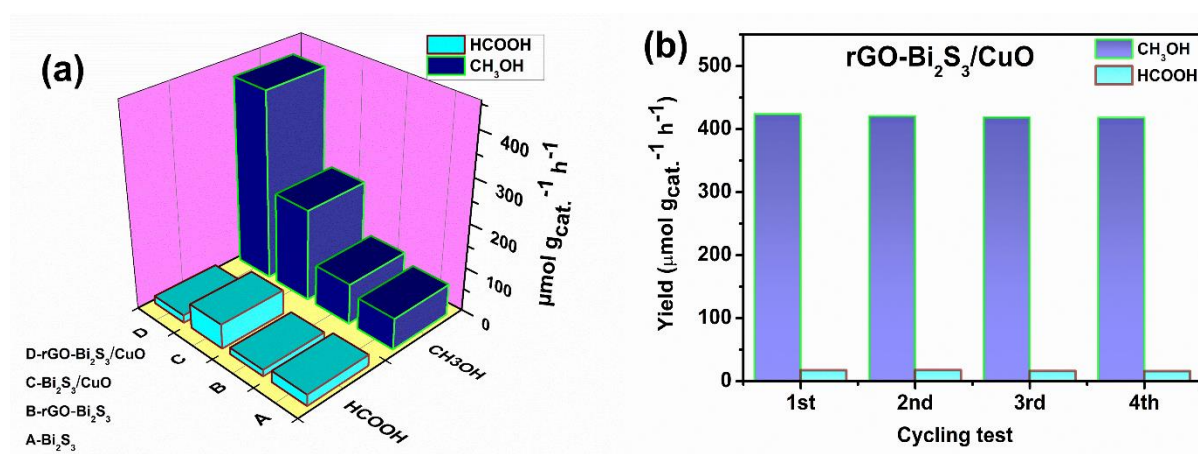 (a)
HCOOH
CH₃OH
400
300
200
100
0
μmol g_cat.⁻¹ h⁻¹
D
C
B
A
CH3OH
HCOOH
D-rGO-Bi₂S₃/CuO
C-Bi₂S₃/CuO
B-rGO-Bi₂S₃
A-Bi₂S₃
(b)
rGO-Bi₂S₃/CuO
CH₃OH
HCOOH
Yield (μmol g_cat.⁻¹ h⁻¹)
500
400
300
200
100
0
1st 2nd 3rd 4th
Cycling test